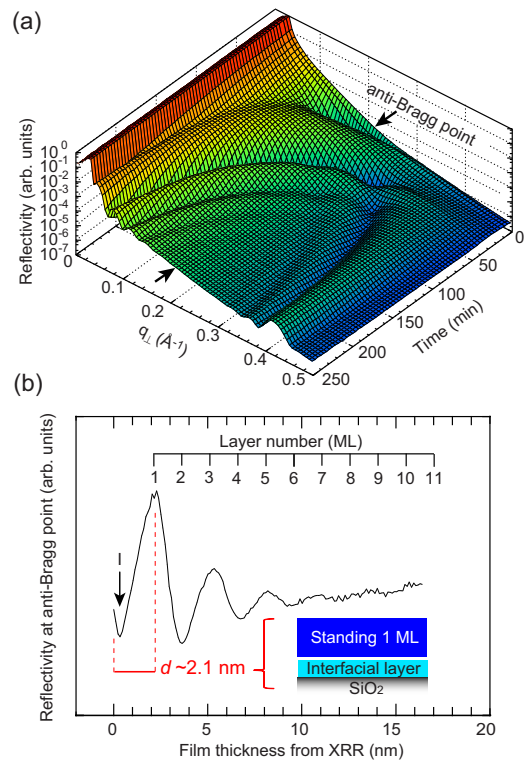 (a)
Reflectivity (arb. units)
10⁰
10⁻¹
10⁻²
10⁻³
10⁻⁴
10⁻⁵
10⁻⁶
10⁻⁷
0
0.1
0.2
0.3
0.4
0.5
q⊥ (Å⁻¹)
anti-Bragg point
0
50
100
150
200
250
Time (min)
(b)
Reflectivity at anti-Bragg point (arb. units)
Layer number (ML)
1 2 3 4 5 6 7 8 9 10 11
I
d ~2.1 nm
Standing 1 ML
Interfacial layer
SiO₂
0 5 10 15 20
Film thickness from XRR (nm)